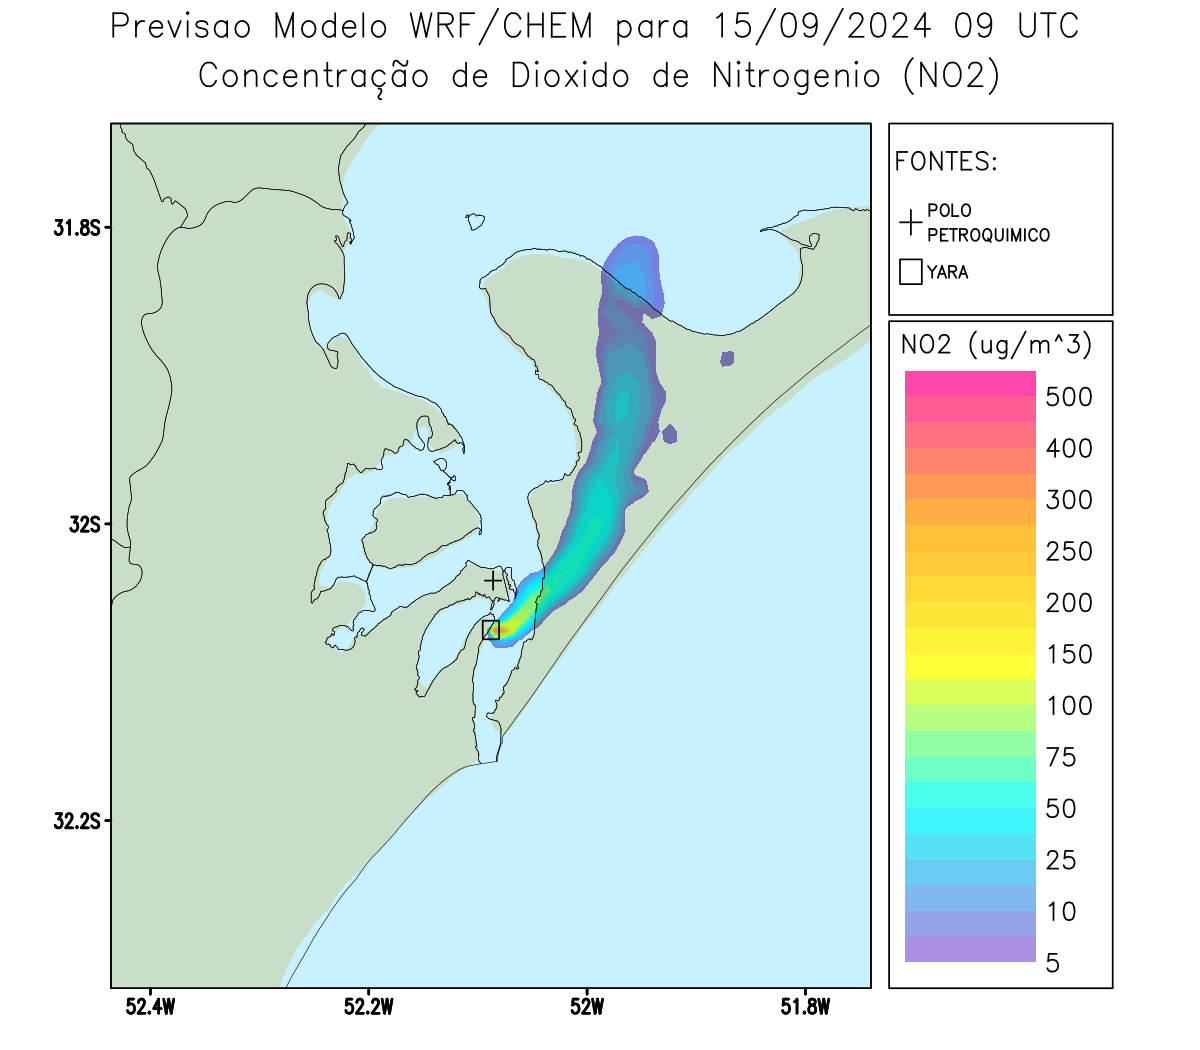 Previsao Modelo WRF/CHEM para 15/09/2024 09 UTC
Concentração de Dioxido de Nitrogenio (NO2)
FONTES:
POLO
PETROQUIMICO
YARA
31.8S
32S
32.2S
52.4W
52.2W
52W
51.8W
NO2 (ug/m^3)
500
400
300
250
200
150
100
75
50
25
10
5